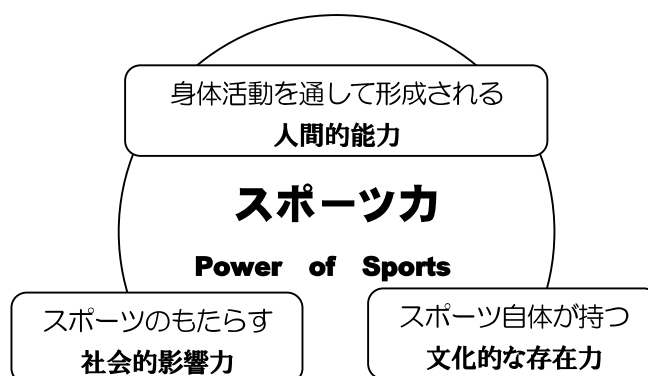 身体活動を通して形成される
人間的能力
スポーツ力
Power of Sports
スポーツのもたらす
社会的影響力
スポーツ自体が持つ
文化的な存在力